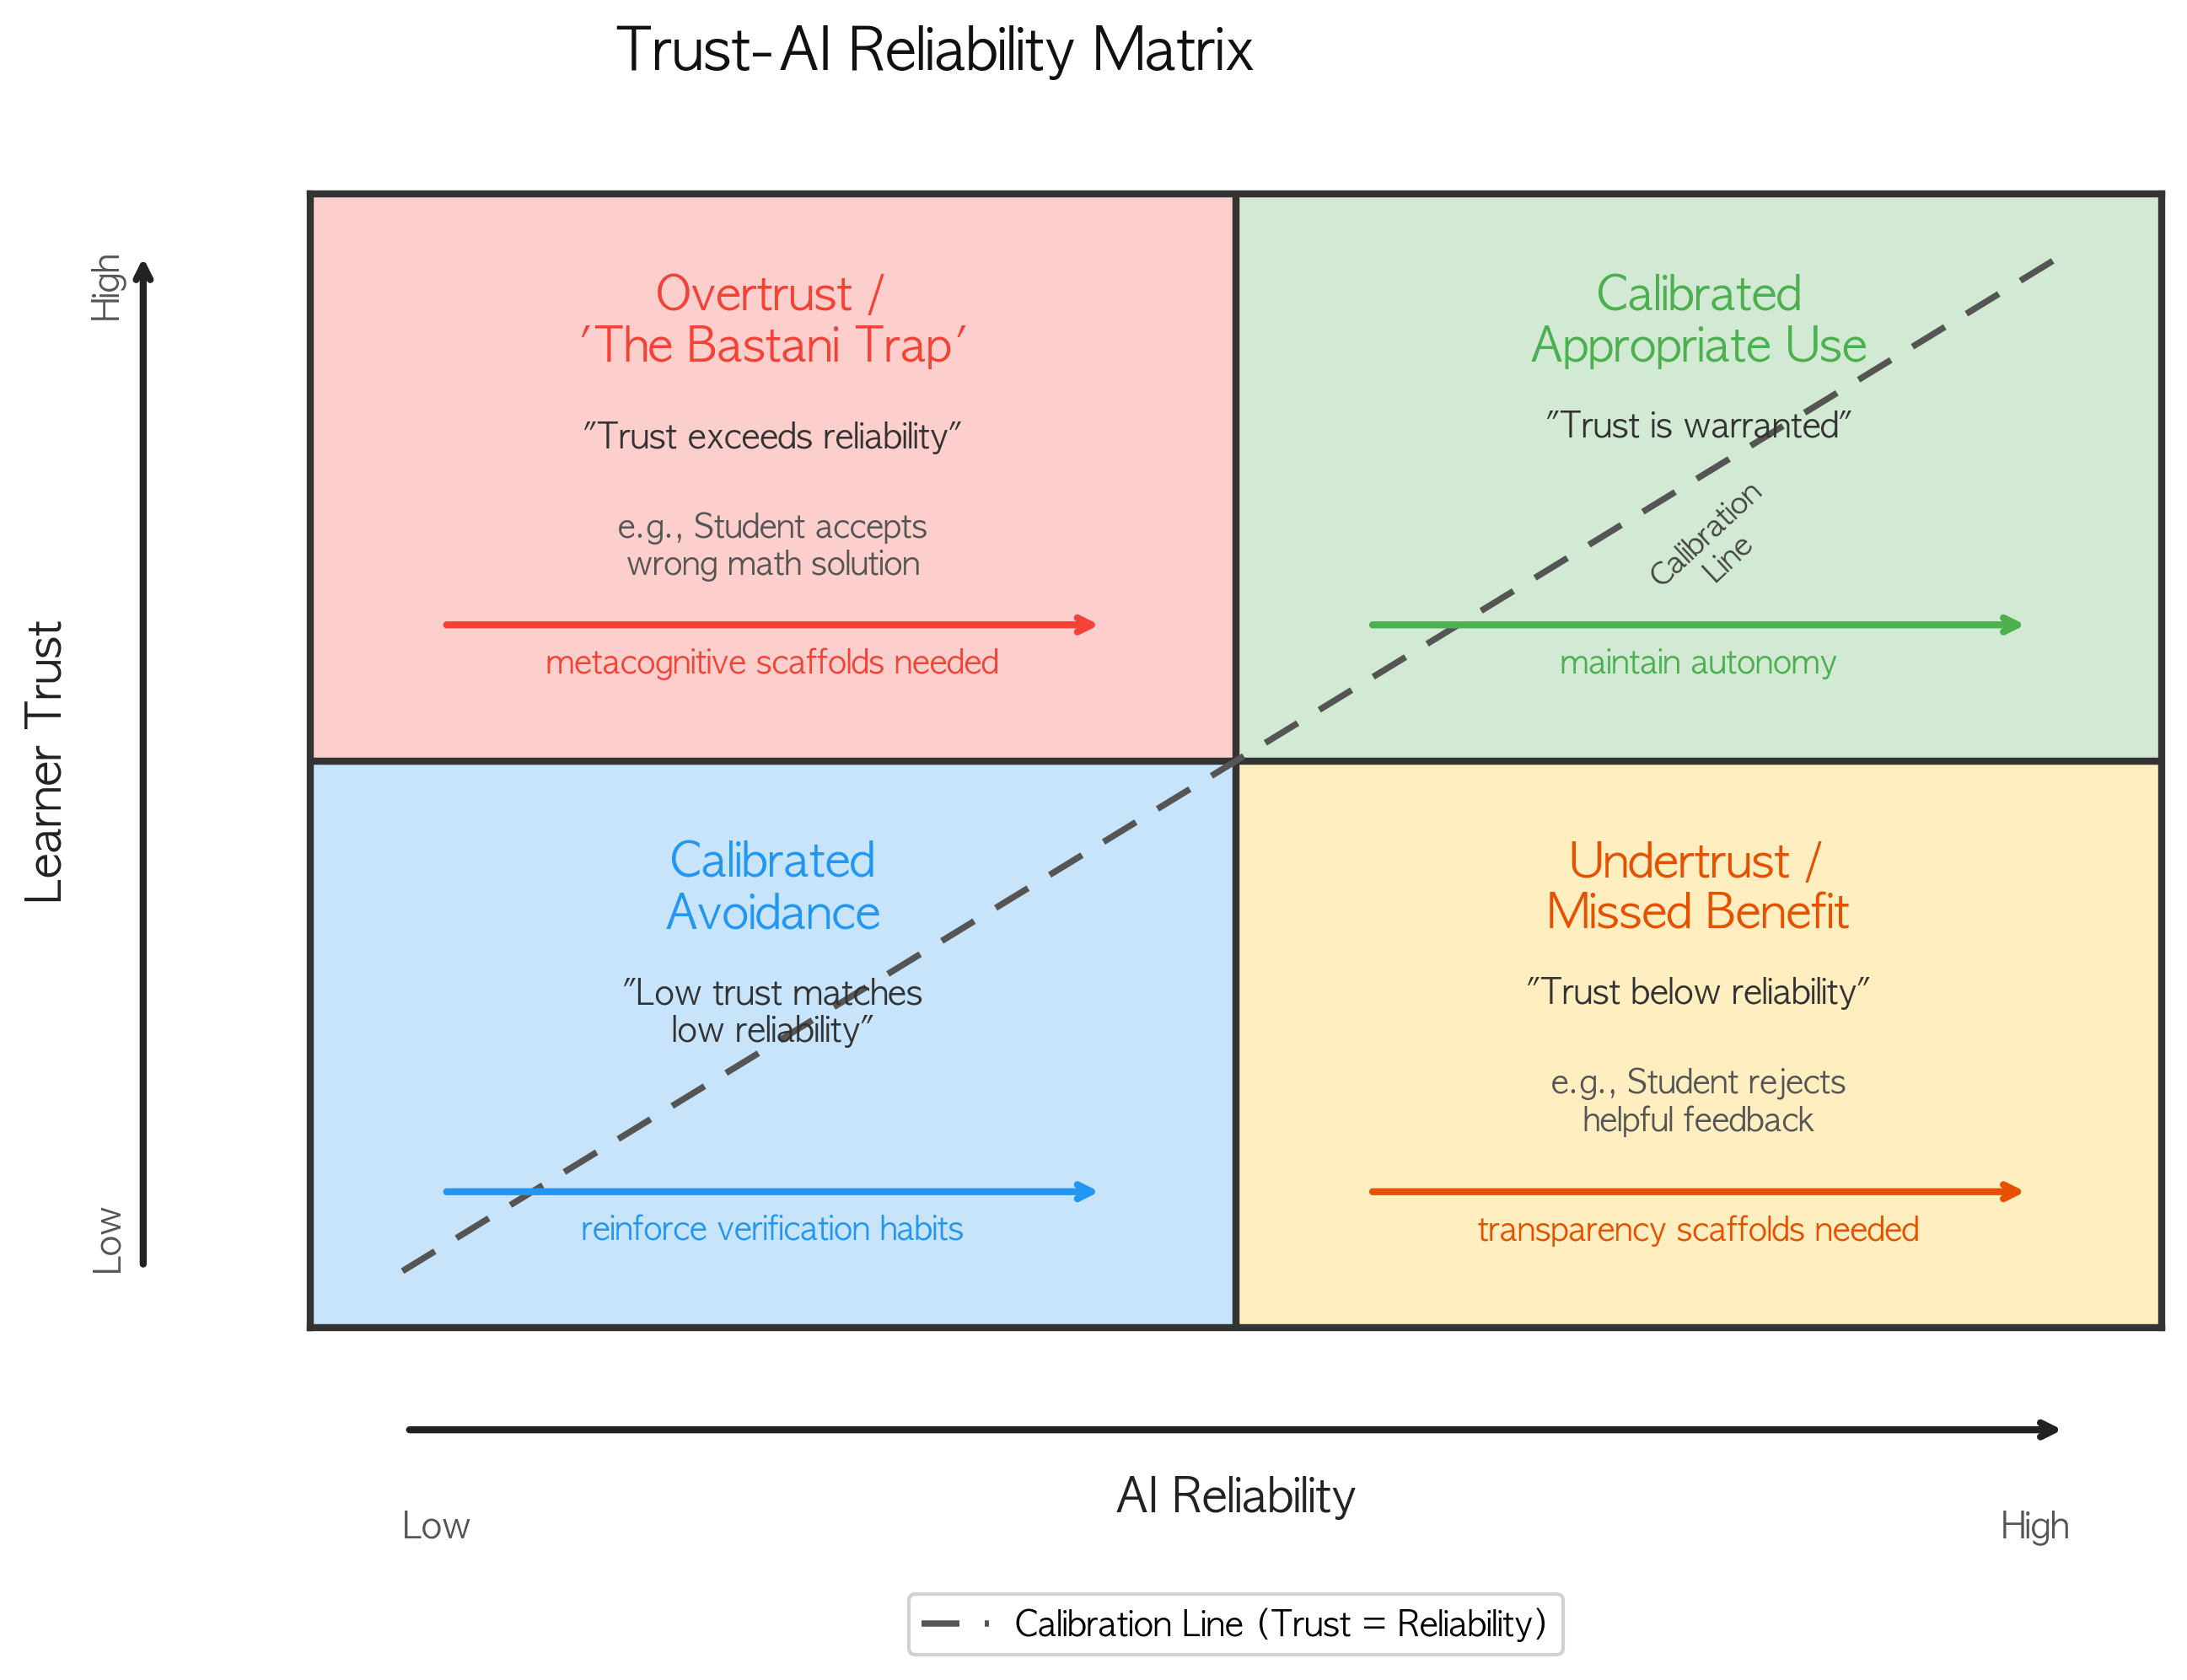 Trust-AI Reliability Matrix
High
Learner Trust
Low
Overtrust /
'The Bastani Trap'
"Trust exceeds reliability"
e.g., Student accepts
wrong math solution
metacognitive scaffolds needed
Calibrated
Appropriate Use
"Trust is warranted"
Calibration
Line
maintain autonomy
Calibrated
Avoidance
"Low trust matches
low reliability"
reinforce verification habits
Undertrust /
Missed Benefit
"Trust below reliability"
e.g., Student rejects
helpful feedback
transparency scaffolds needed
AI Reliability
Low
High
Calibration Line (Trust = Reliability)